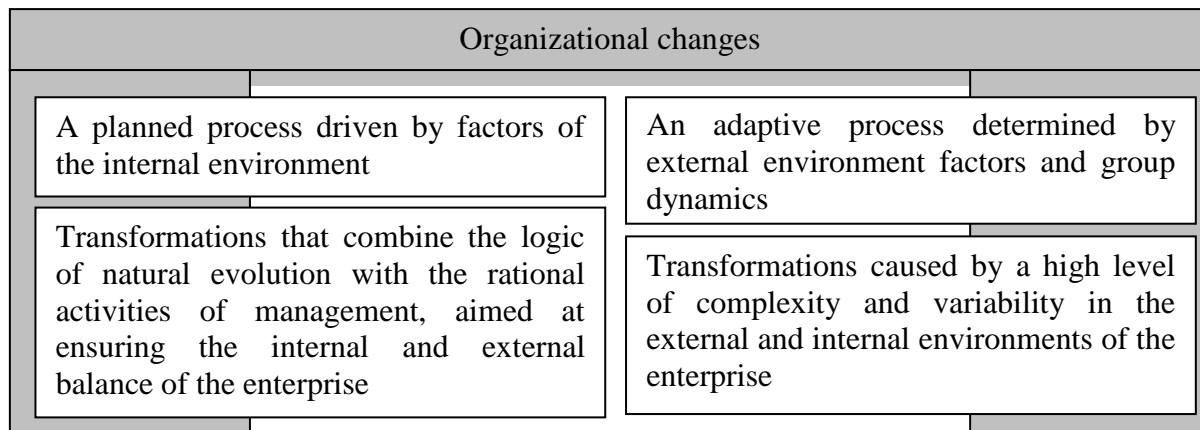 Organizational changes
A planned process driven by factors of
the internal environment
An adaptive process determined by
external environment factors and group
dynamics
Transformations that combine the logic
of natural evolution with the rational
activities of management, aimed at
ensuring the internal and external
balance of the enterprise
Transformations caused by a high level
of complexity and variability in the
external and internal environments of the
enterprise